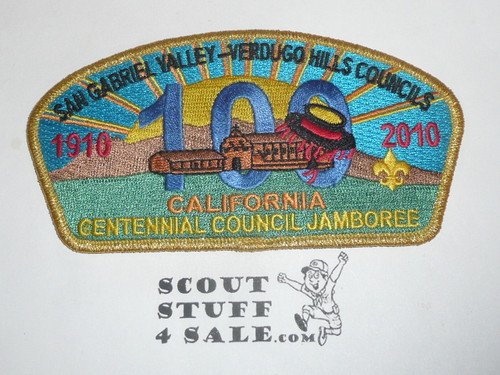 SAN GABRIEL VALLEY-VERDUGO HILLS COUNCILS
1910 100 2010
CALIFORNIA
CENTENNIAL COUNCIL JAMBOREE
SCOUT
STUFF
4 SALE.COM